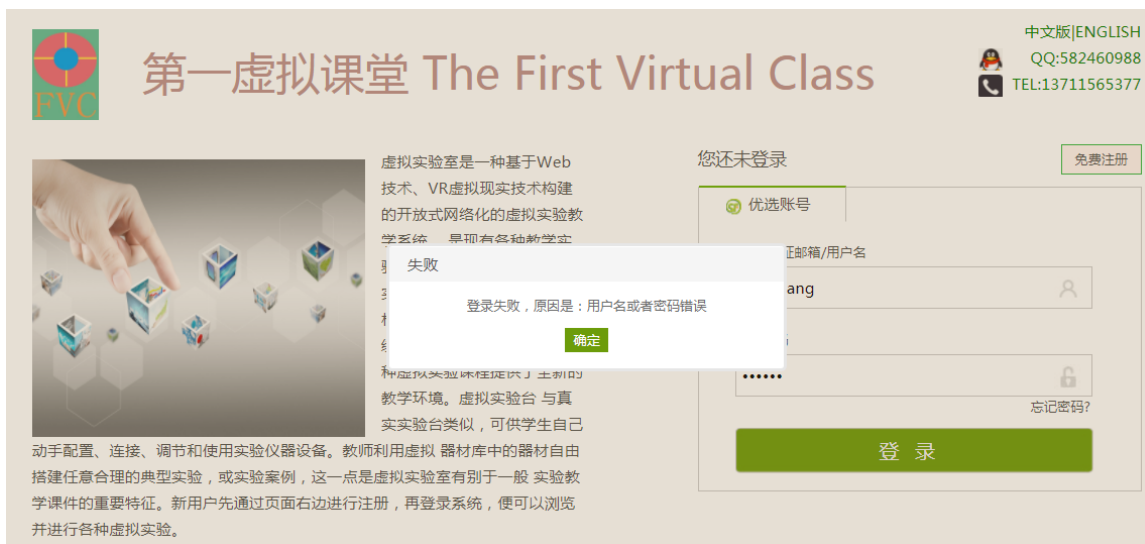 中文版|ENGLISH
QQ:582460988
TEL:13711565377
FVC
第一虚拟课堂 The First Virtual Class
虚拟实验室是一种基于Web
技术、VR虚拟现实技术构建
的开放式网络化的虚拟实验教
学系统，是现有各种教学实
种虚拟实验课程提供了全新的
教学环境。虚拟实验台 与真
实实验台类似，可供学生自己
动手配置、连接、调节和使用实验仪器设备。教师利用虚拟 器材库中的器材自由
搭建任意合理的典型实验，或实验案例，这一点是虚拟实验室有别于一般 实验教
学课件的重要特征。新用户先通过页面右边进行注册，再登录系统，便可以浏览
并进行各种虚拟实验。
失败
登录失败，原因是：用户名或者密码错误
确定
您还未登录
免费注册
优选账号
邮箱/用户名
ang
••••••
忘记密码?
登 录